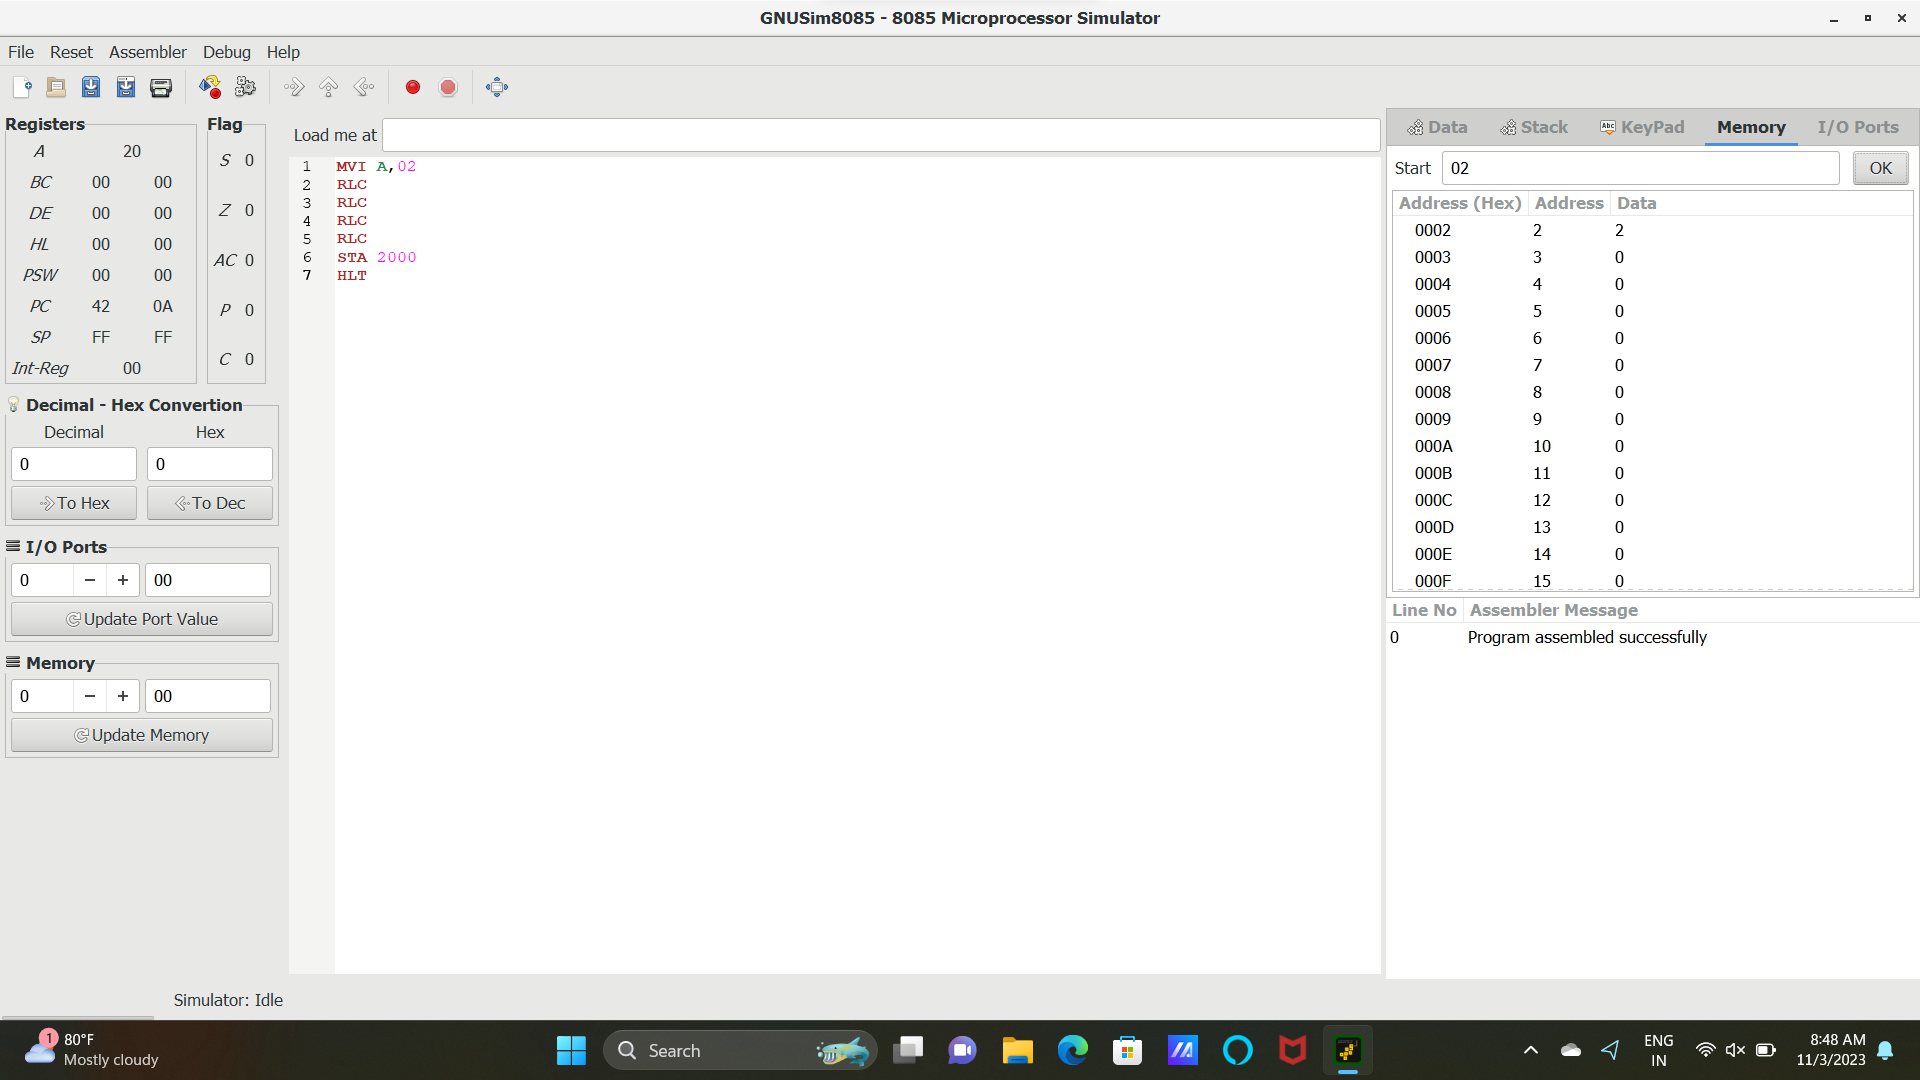 GNUSim8085 - 8085 Microprocessor Simulator
File Reset Assembler Debug Help
Registers
A 20
BC 00 00
DE 00 00
HL 00 00
PSW 00 00
PC 42 0A
SP FF FF
Int-Reg 00
Flag
S 0
Z 0
AC 0
P 0
C 0
Decimal - Hex Convertion
Decimal Hex
0 0
To Hex To Dec
I/O Ports
0 − + 00
Update Port Value
Memory
0 − + 00
Update Memory
Load me at
1 MVI A,02
2 RLC
3 RLC
4 RLC
5 RLC
6 STA 2000
7 HLT
Data Stack Abc KeyPad Memory I/O Ports
Start 02 OK
Address (Hex) Address Data
0002 2 2
0003 3 0
0004 4 0
0005 5 0
0006 6 0
0007 7 0
0008 8 0
0009 9 0
000A 10 0
000B 11 0
000C 12 0
000D 13 0
000E 14 0
000F 15 0
Line No Assembler Message
0 Program assembled successfully
Simulator: Idle
1 80°F
Mostly cloudy
Search
ENG
IN
8:48 AM
11/3/2023